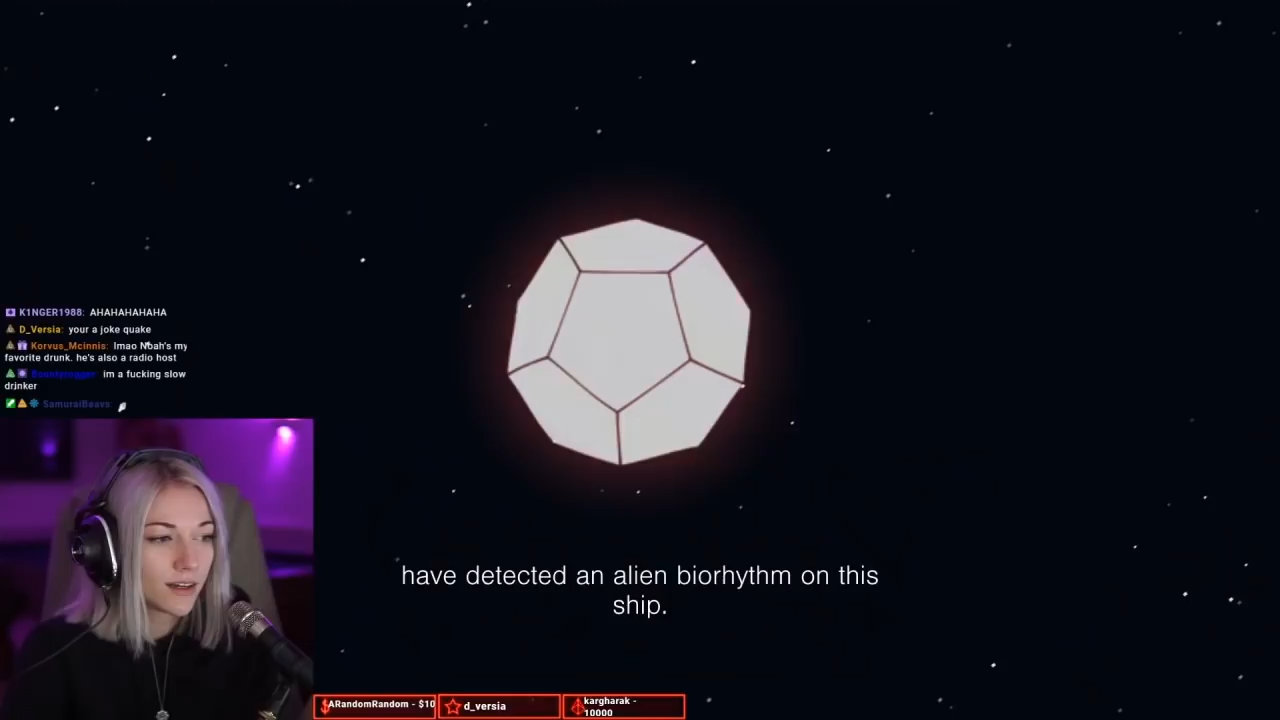 K1NGER1988: AHAHAHAHAHA
D_Versia: your a joke quake
Korvus_Mcinnis: lmao Noah's my
favorite drunk. he's also a radio host
im a fucking slow
drinker
SamuraiBaavs:
have detected an alien biorhythm on this
ship.
ARandomRandom - $10
d_versia
kargharak -
10000